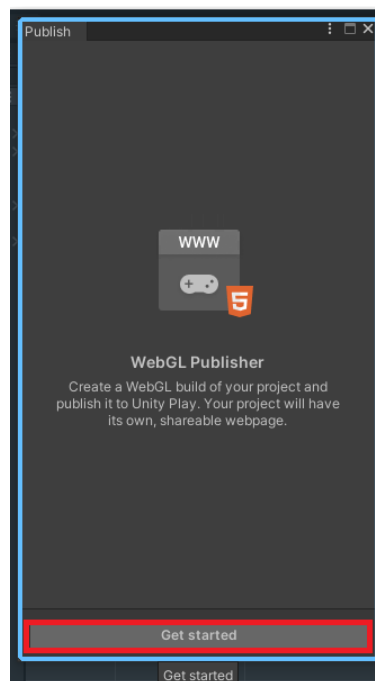 Publish
WWW
5
WebGL Publisher
Create a WebGL build of your project and
publish it to Unity Play. Your project will have
its own, shareable webpage.
Get started
Get started